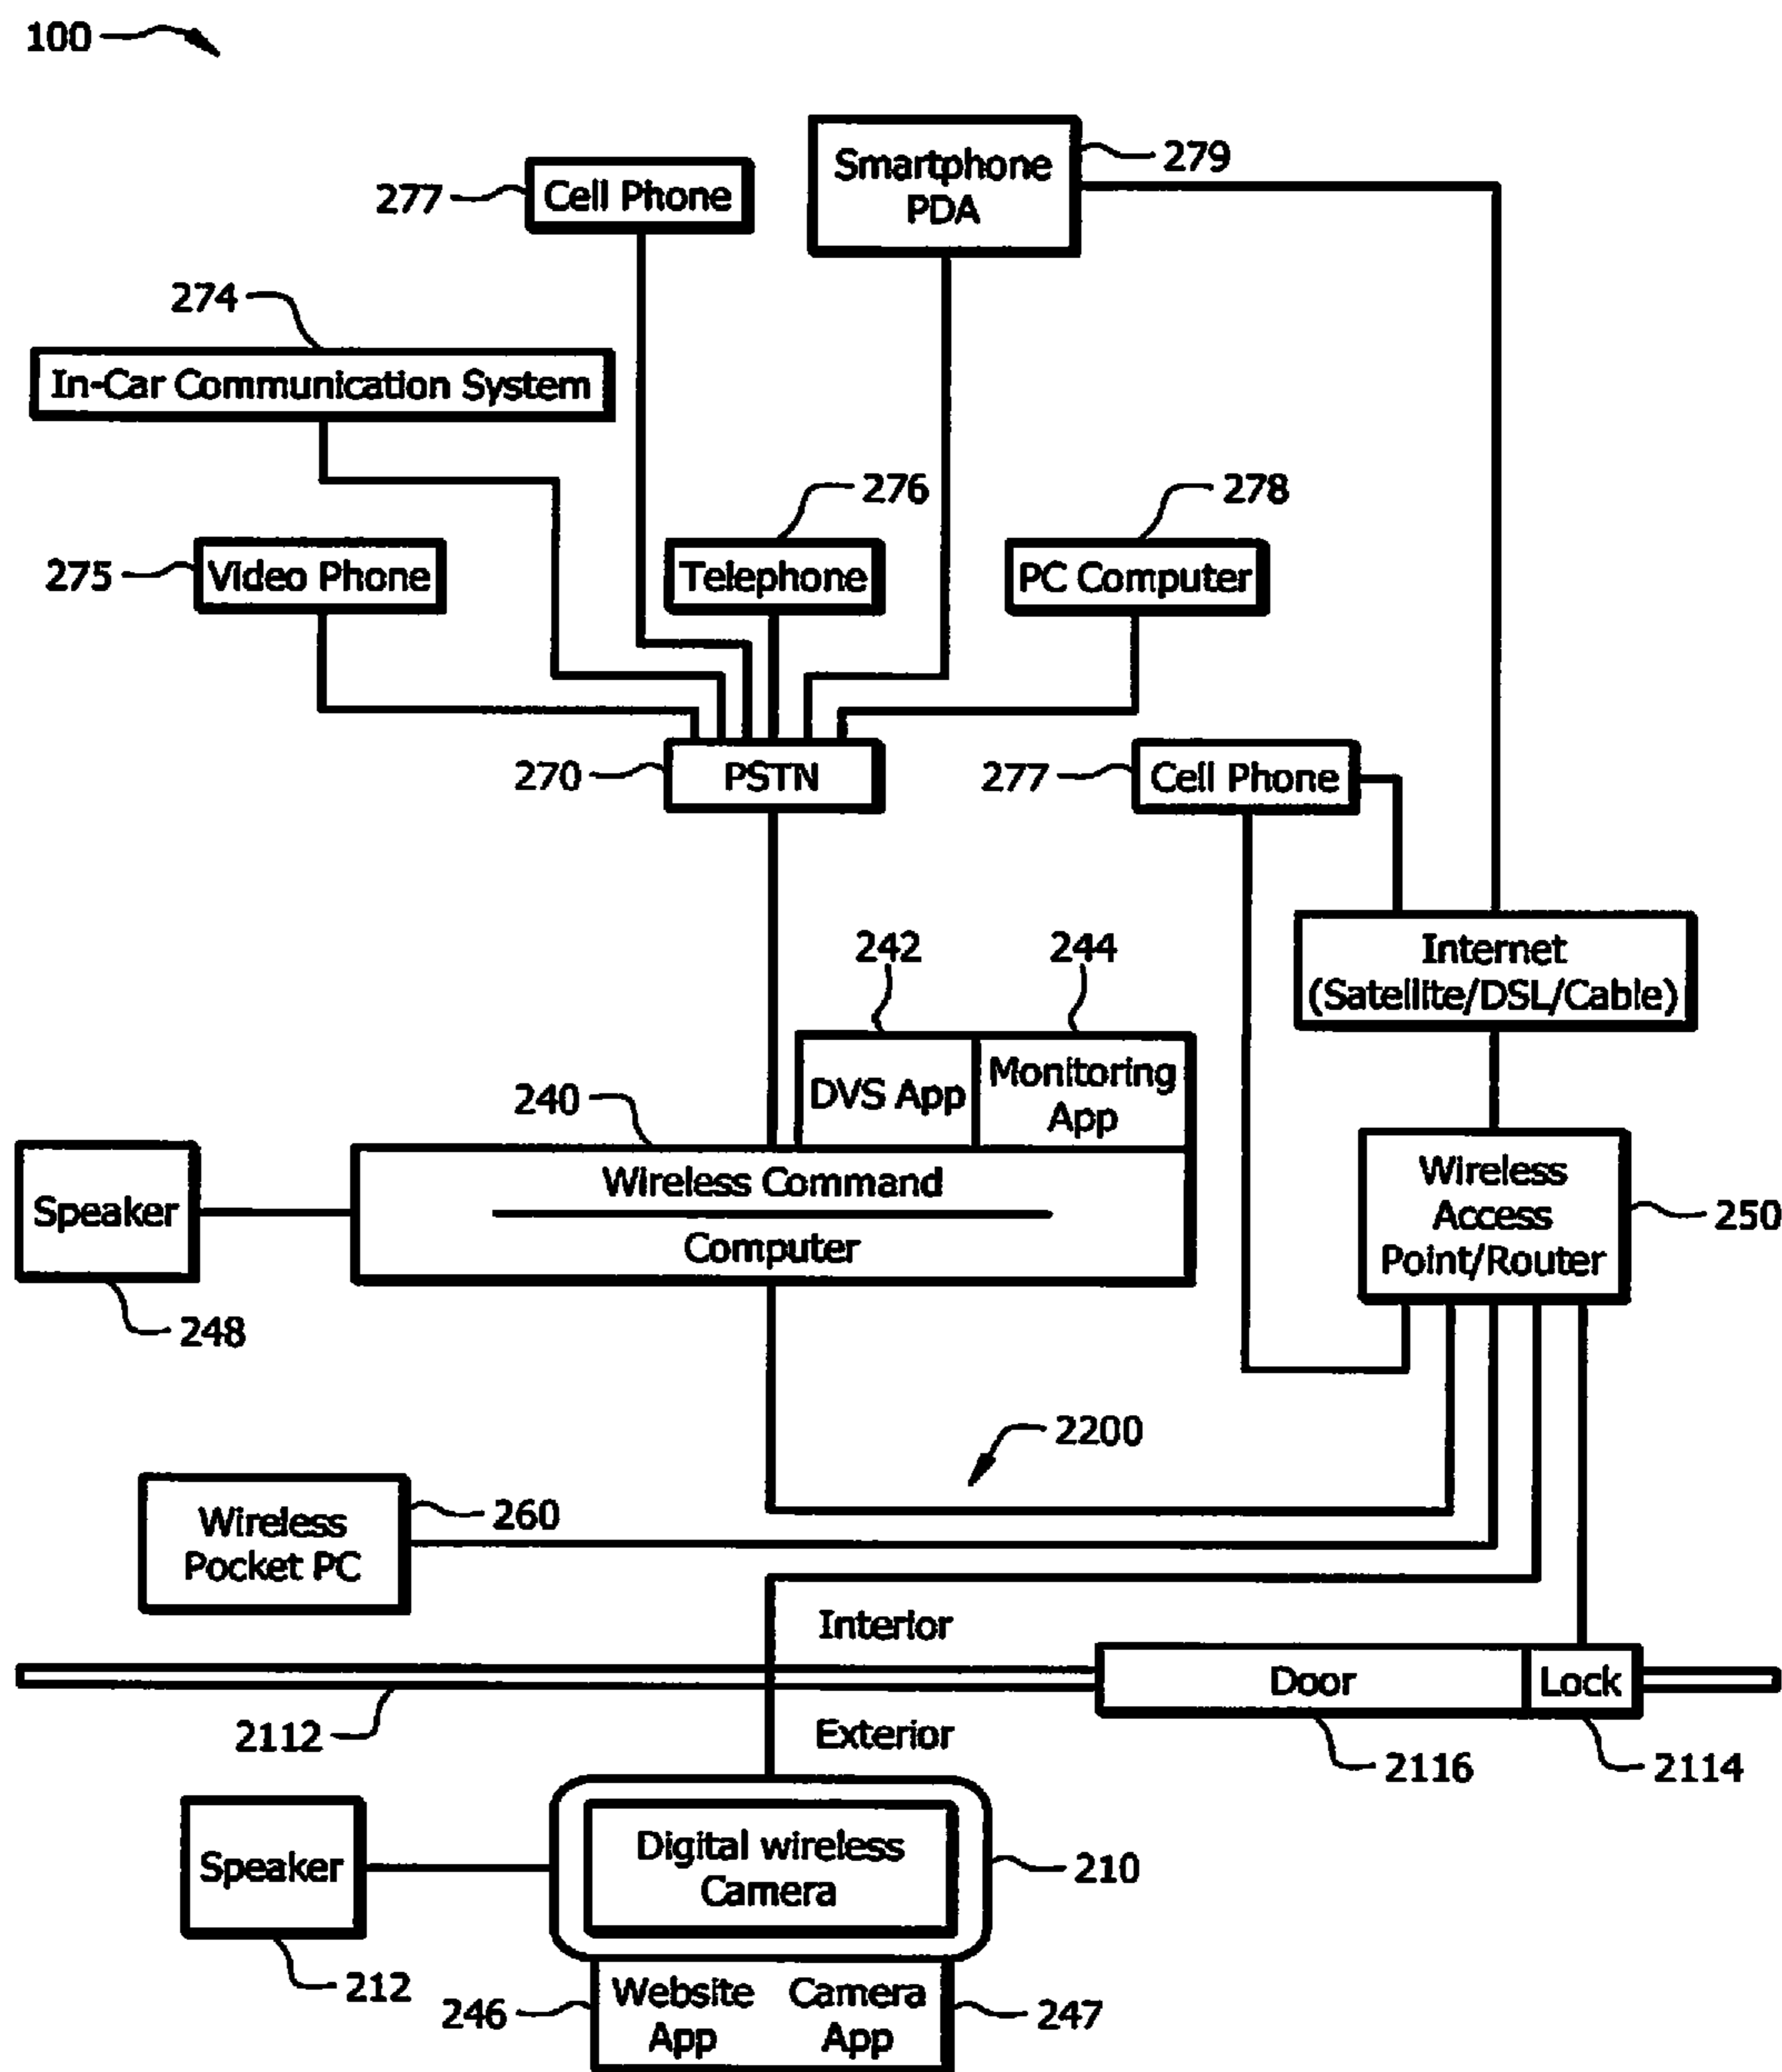 100
Smartphone
PDA
279
277
Cell Phone
274
In-Car Communication System
276
278
275
Video Phone
Telephone
PC Computer
270
PSTN
277
Cell Phone
242
244
Internet
(Satellite/DSL/Cable)
DVS App
Monitoring
App
240
Wireless Command
Computer
Speaker
248
Wireless
Access
Point/Router
250
2200
Wireless
Pocket PC
260
Interior
Door
Lock
2112
Exterior
2116
2114
Speaker
212
Digital wireless
Camera
210
246
Website
App
Camera
App
247